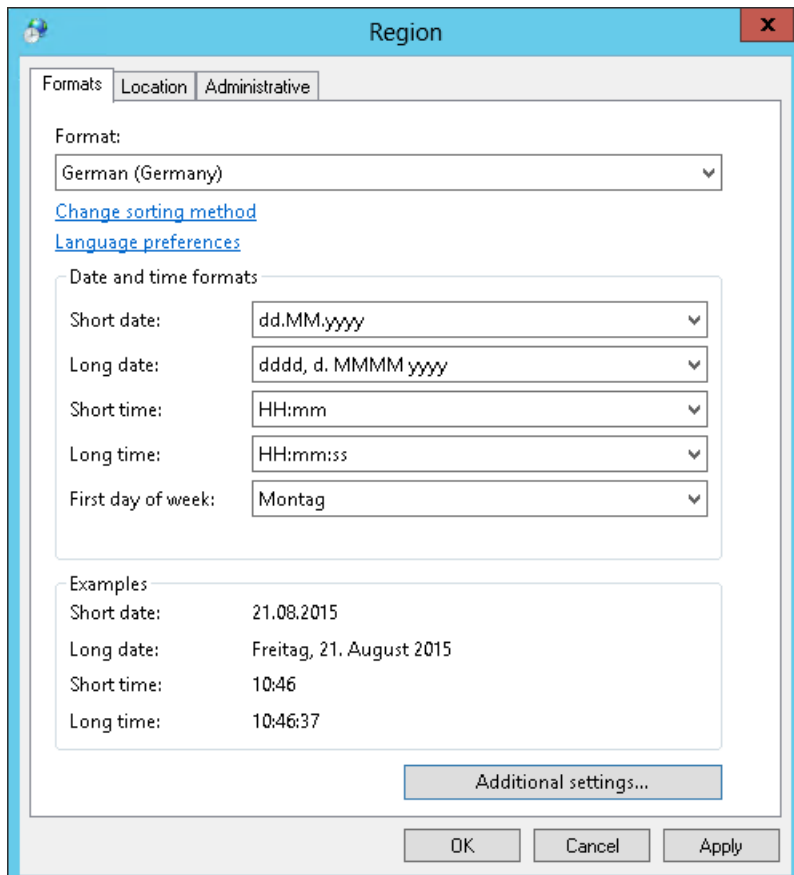 Region
x
Formats Location Administrative
Format:
German (Germany)
Change sorting method
Language preferences
Date and time formats
Short date: dd.MM.yyyy
Long date: dddd, d. MMMM yyyy
Short time: HH:mm
Long time: HH:mm:ss
First day of week: Montag
Examples
Short date: 21.08.2015
Long date: Freitag, 21. August 2015
Short time: 10:46
Long time: 10:46:37
Additional settings...
OK Cancel Apply